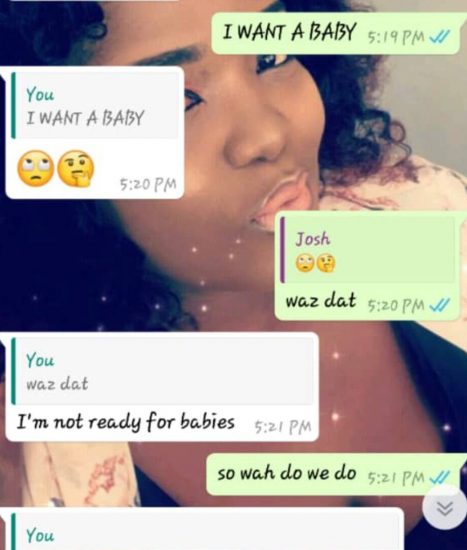 I WANT A BABY 5:19 PM
You
I WANT A BABY
🙄🤔
5:20 PM
Josh
🙄🤔
waz dat 5:20 PM
You
waz dat
I'm not ready for babies 5:21 PM
so wah do we do 5:21 PM
You